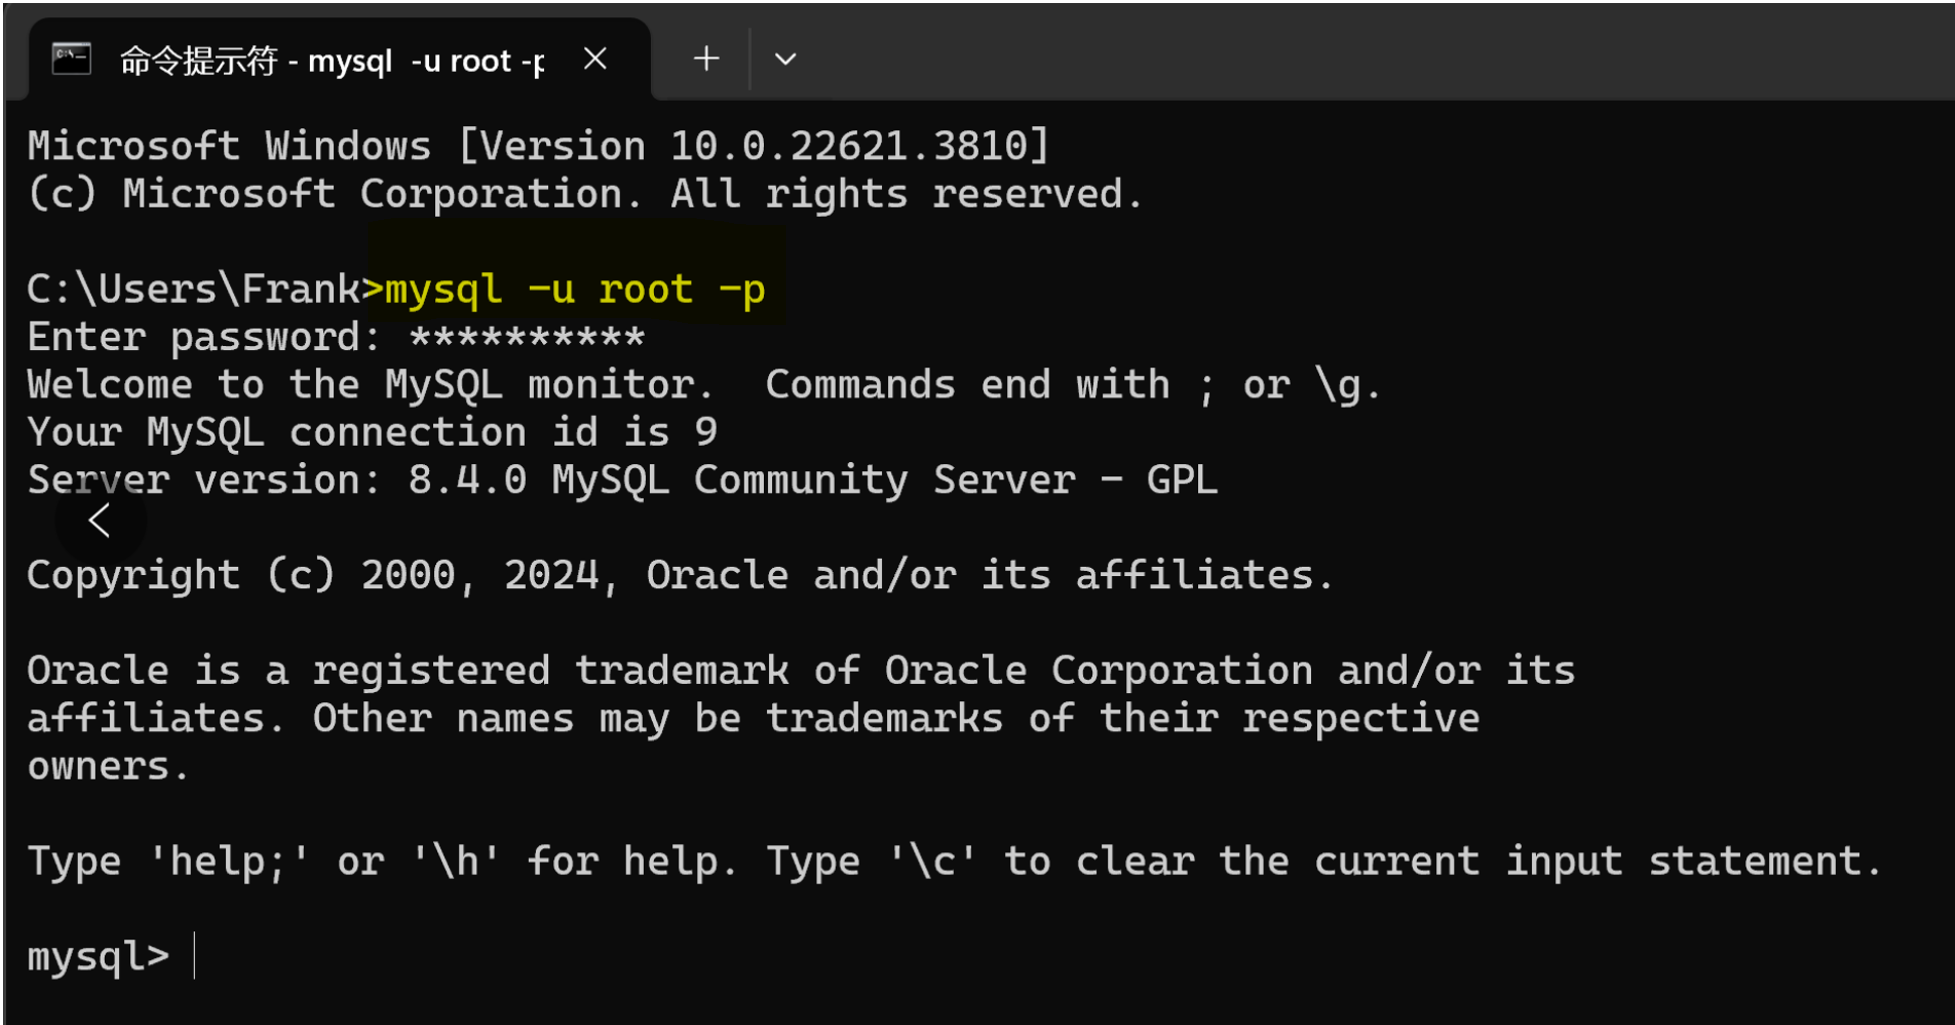 命令提示符 - mysql  -u root -p
Microsoft Windows [Version 10.0.22621.3810]
(c) Microsoft Corporation. All rights reserved.
C:\Users\Frank>mysql -u root -p
Enter password: **********
Welcome to the MySQL monitor.  Commands end with ; or \g.
Your MySQL connection id is 9
Server version: 8.4.0 MySQL Community Server - GPL
Copyright (c) 2000, 2024, Oracle and/or its affiliates.
Oracle is a registered trademark of Oracle Corporation and/or its
affiliates. Other names may be trademarks of their respective
owners.
Type 'help;' or '\h' for help. Type '\c' to clear the current input statement.
mysql>